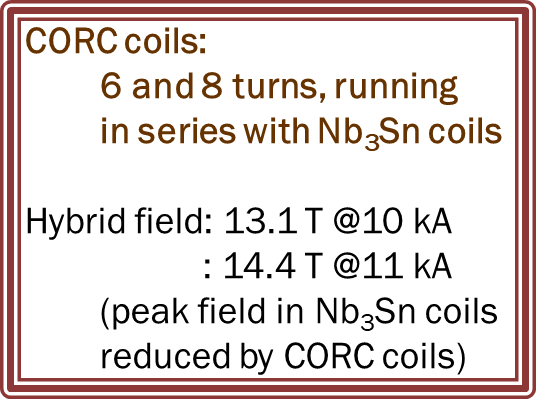 CORC coils:
6 and 8 turns, running
in series with Nb₃Sn coils
Hybrid field: 13.1 T @10 kA
: 14.4 T @11 kA
(peak field in Nb₃Sn coils
reduced by CORC coils)